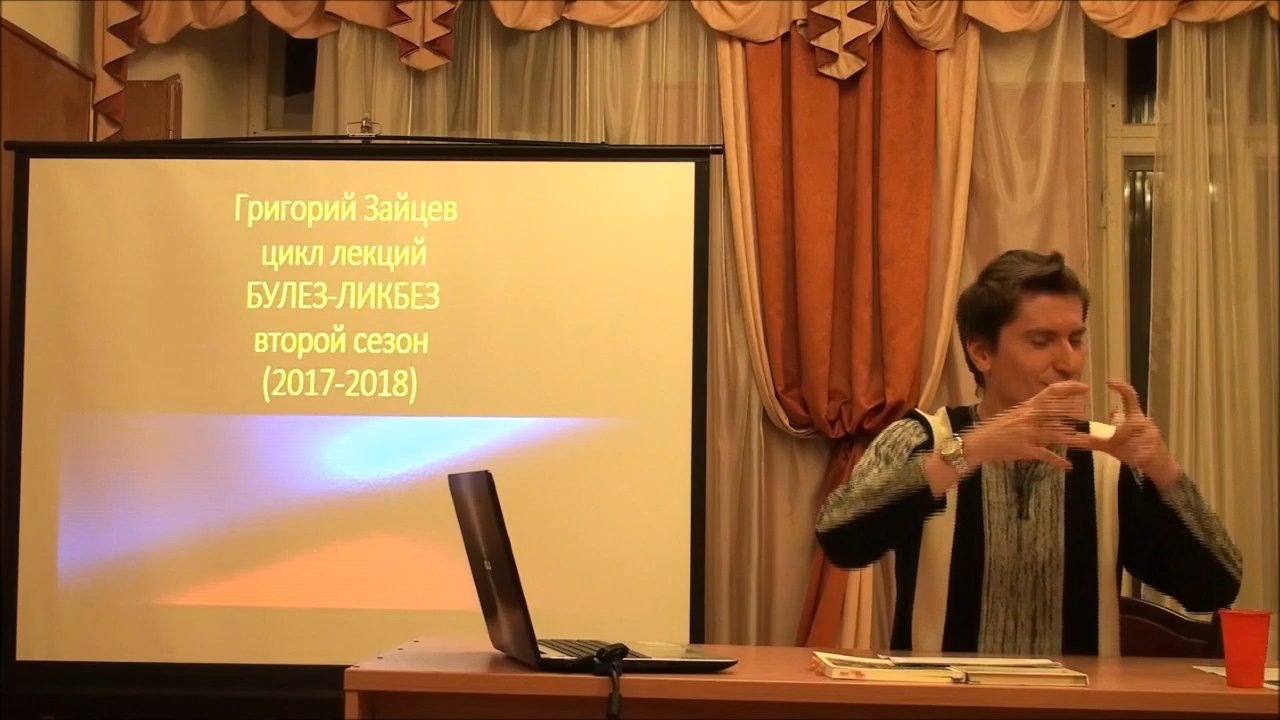 Григорий Зайцев
цикл лекций
БУЛЕЗ-ЛИКБЕЗ
второй сезон
(2017-2018)